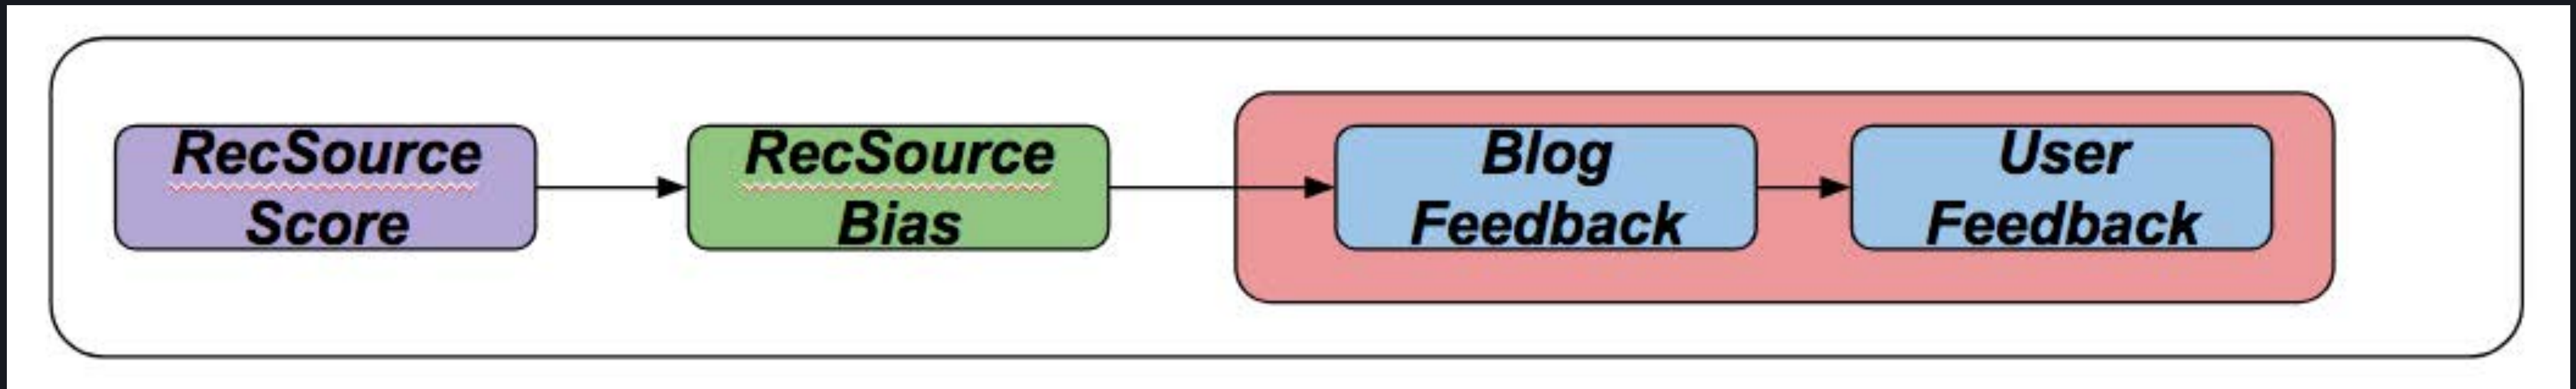 RecSource
Score
RecSource
Bias
Blog
Feedback
User
Feedback